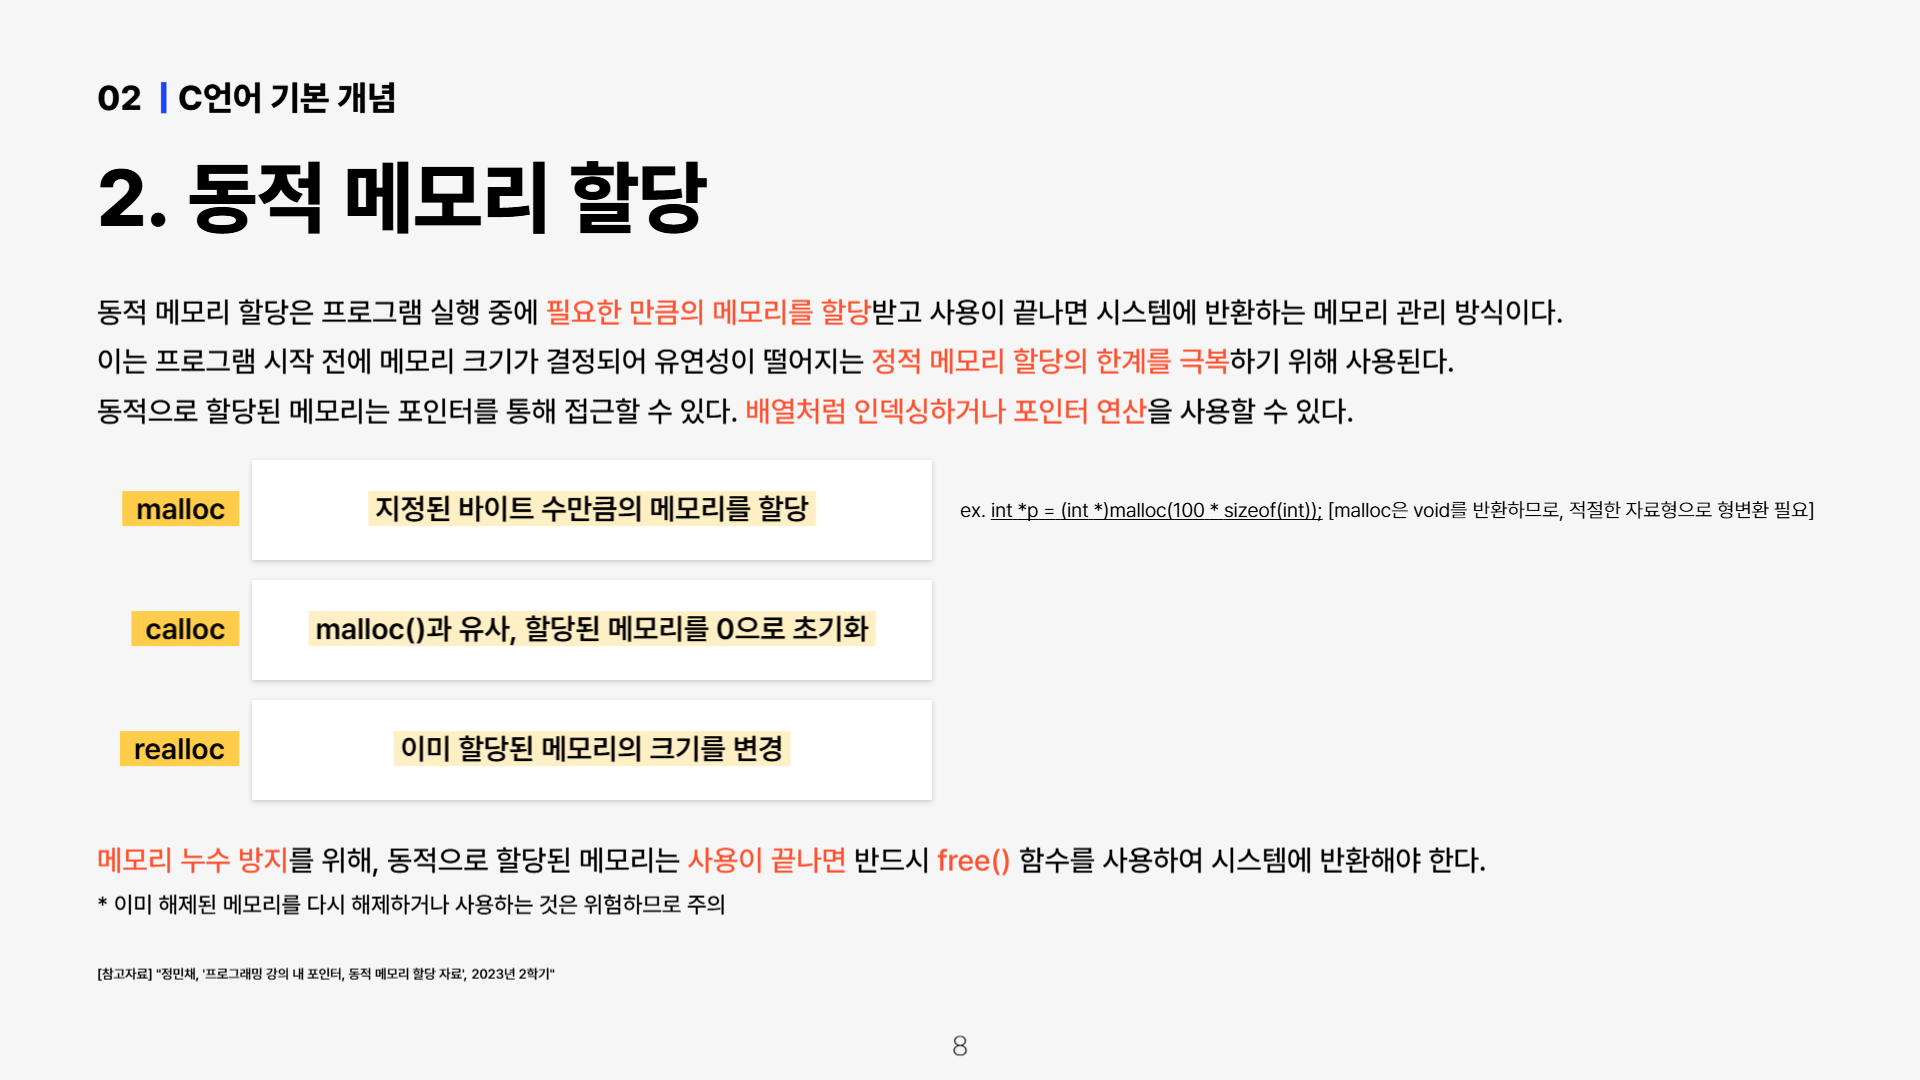 02 | C언어 기본 개념
2. 동적 메모리 할당
동적 메모리 할당은 프로그램 실행 중에 필요한 만큼의 메모리를 할당받고 사용이 끝나면 시스템에 반환하는 메모리 관리 방식이다.
이는 프로그램 시작 전에 메모리 크기가 결정되어 유연성이 떨어지는 정적 메모리 할당의 한계를 극복하기 위해 사용된다.
동적으로 할당된 메모리는 포인터를 통해 접근할 수 있다. 배열처럼 인덱싱하거나 포인터 연산을 사용할 수 있다.
malloc 지정된 바이트 수만큼의 메모리를 할당 ex. int *p = (int *)malloc(100 * sizeof(int)); [malloc은 void를 반환하므로, 적절한 자료형으로 형변환 필요]
calloc malloc()과 유사, 할당된 메모리를 0으로 초기화
realloc 이미 할당된 메모리의 크기를 변경
메모리 누수 방지를 위해, 동적으로 할당된 메모리는 사용이 끝나면 반드시 free() 함수를 사용하여 시스템에 반환해야 한다.
* 이미 해제된 메모리를 다시 해제하거나 사용하는 것은 위험하므로 주의
[참고자료] "정민채, '프로그래밍 강의 내 포인터, 동적 메모리 할당 자료', 2023년 2학기"
8